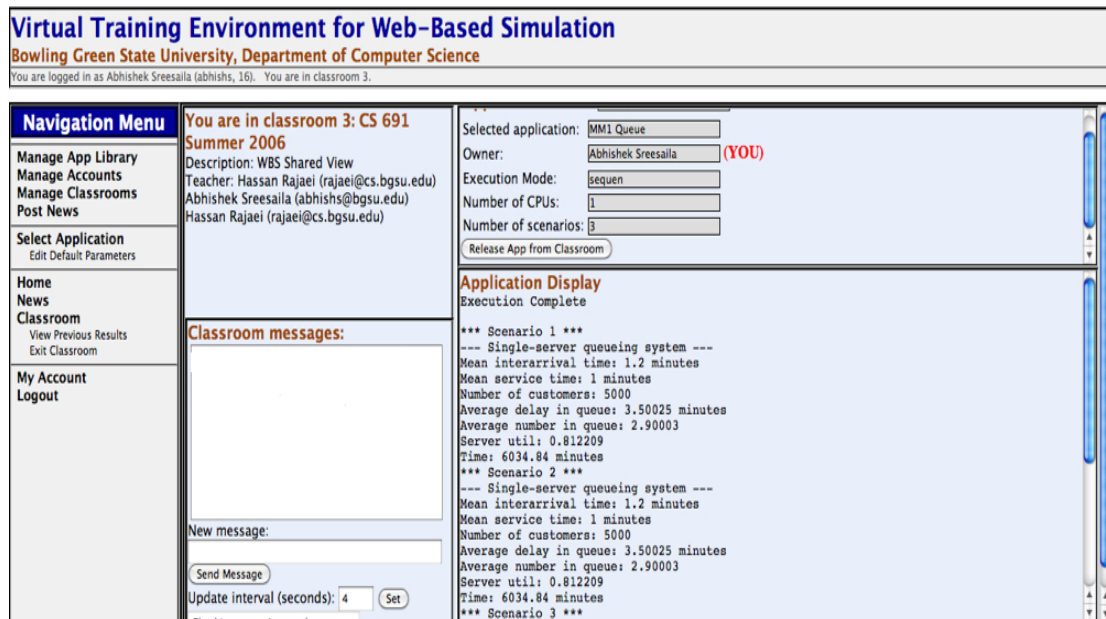 Virtual Training Environment for Web-Based Simulation
Bowling Green State University, Department of Computer Science
You are logged in as Abhishek Sreesaila (abhishs, 16). You are in classroom 3.
Navigation Menu
Manage App Library
Manage Accounts
Manage Classrooms
Post News
Select Application
Edit Default Parameters
Home
News
Classroom
View Previous Results
Exit Classroom
My Account
Logout
You are in classroom 3: CS 691
Summer 2006
Description: WBS Shared View
Teacher: Hassan Rajaei (rajaei@cs.bgsu.edu)
Abhishek Sreesaila (abhishs@bgsu.edu)
Hassan Rajaei (rajaei@cs.bgsu.edu)
Classroom messages:
New message:
Send Message
Update interval (seconds): 4 Set
Selected application: MM1 Queue
Owner: Abhishek Sreesaila (YOU)
Execution Mode: sequen
Number of CPUs: 1
Number of scenarios: 3
Release App from Classroom
Application Display
Execution Complete
*** Scenario 1 ***
--- Single-server queueing system ---
Mean interarrival time: 1.2 minutes
Mean service time: 1 minutes
Number of customers: 5000
Average delay in queue: 3.50025 minutes
Average number in queue: 2.90003
Server util: 0.812209
Time: 6034.84 minutes
*** Scenario 2 ***
--- Single-server queueing system ---
Mean interarrival time: 1.2 minutes
Mean service time: 1 minutes
Number of customers: 5000
Average delay in queue: 3.50025 minutes
Average number in queue: 2.90003
Server util: 0.812209
Time: 6034.84 minutes
*** Scenario 3 ***